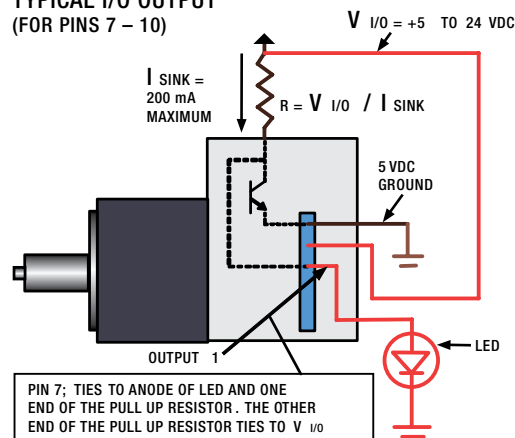 TYPICAL I/O OUTPUT
(FOR PINS 7 – 10)
V I/O = +5 TO 24 VDC
I SINK =
200 mA
MAXIMUM
R = V I/O / I SINK
5 VDC
GROUND
OUTPUT 1
LED
PIN 7; TIES TO ANODE OF LED AND ONE
END OF THE PULL UP RESISTOR. THE OTHER
END OF THE PULL UP RESISTOR TIES TO V I/O